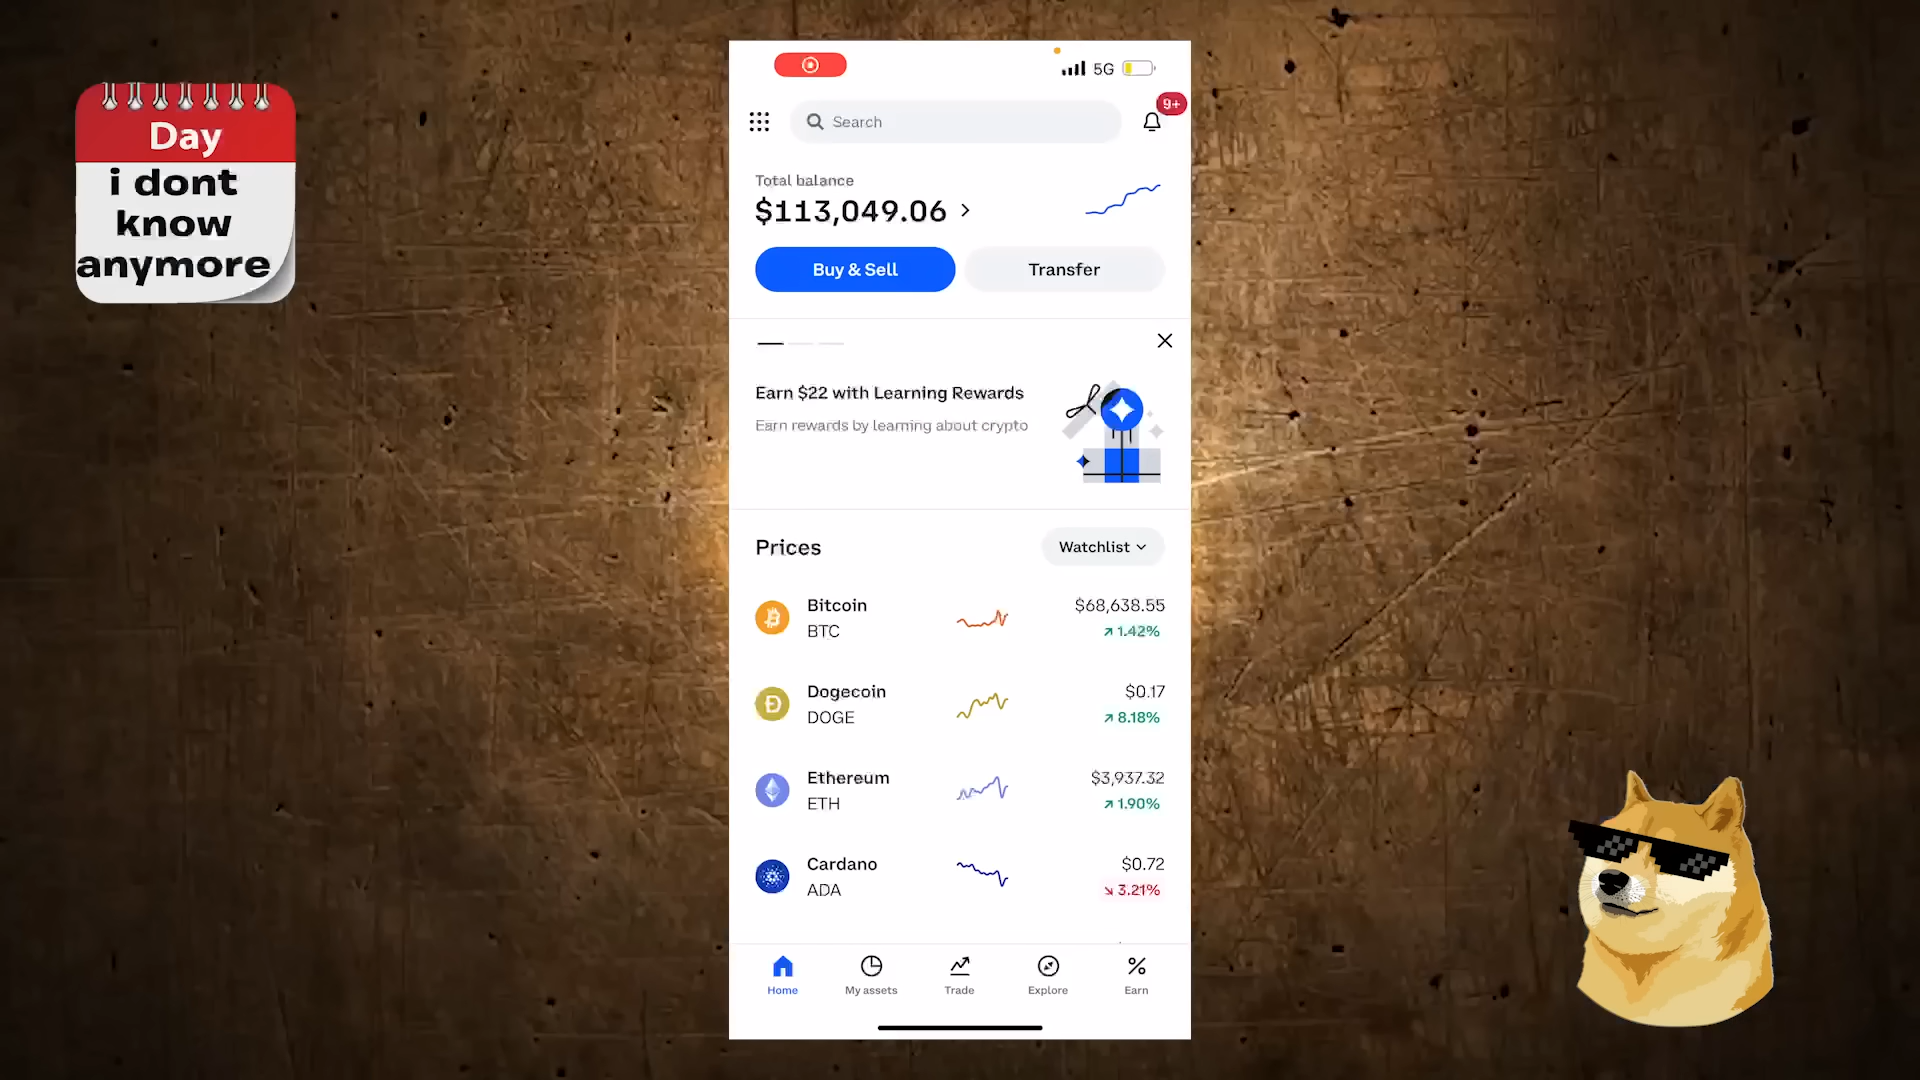 Day
i dont
know
anymore
5G
9+
Search
Total balance
$113,049.06
Buy & Sell
Transfer
Earn $22 with Learning Rewards
Earn rewards by learning about crypto
Prices
Watchlist
Bitcoin
$68,638.55
BTC
1.42%
Dogecoin
$0.17
DOGE
8.18%
Ethereum
$3,937.32
ETH
1.90%
Cardano
$0.72
ADA
3.21%
Home
My assets
Trade
Explore
Earn